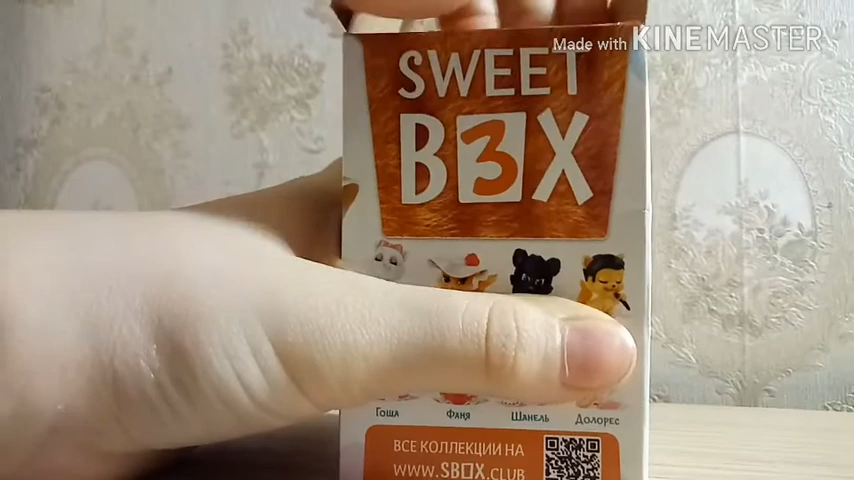 Made with KINEMASTER
SWEET
B3X
ГОША ФАНЯ ШАНЕЛЬ ДОЛОРЕС
ВСЕ КОЛЛЕКЦИИ НА
WWW.SBOX.CLUB